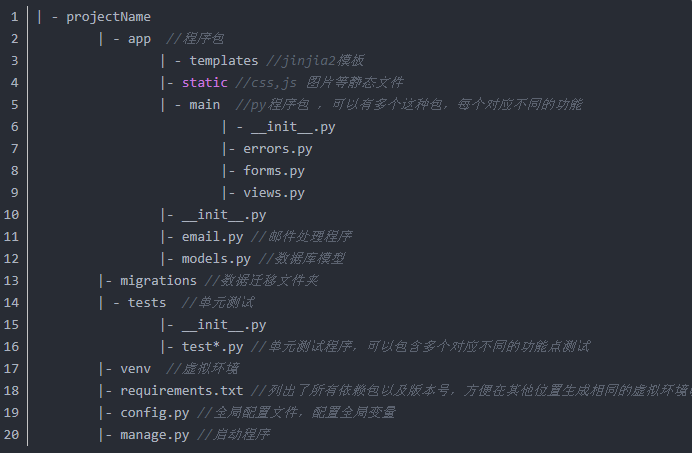 1 | - projectName
2 | - app //程序包
3 | - templates //jinjia2模板
4 |- static //css,js 图片等静态文件
5 | - main //py程序包 ，可以有多个这种包，每个对应不同的功能
6 | - __init__.py
7 |- errors.py
8 |- forms.py
9 |- views.py
10 |- __init__.py
11 |- email.py //邮件处理程序
12 |- models.py //数据库模型
13 |- migrations //数据迁移文件夹
14 | - tests //单元测试
15 |- __init__.py
16 |- test*.py //单元测试程序，可以包含多个对应不同的功能点测试
17 |- venv //虚拟环境
18 |- requirements.txt //列出了所有依赖包以及版本号，方便在其他位置生成相同的虚拟环境
19 |- config.py //全局配置文件，配置全局变量
20 |- manage.py //启动程序